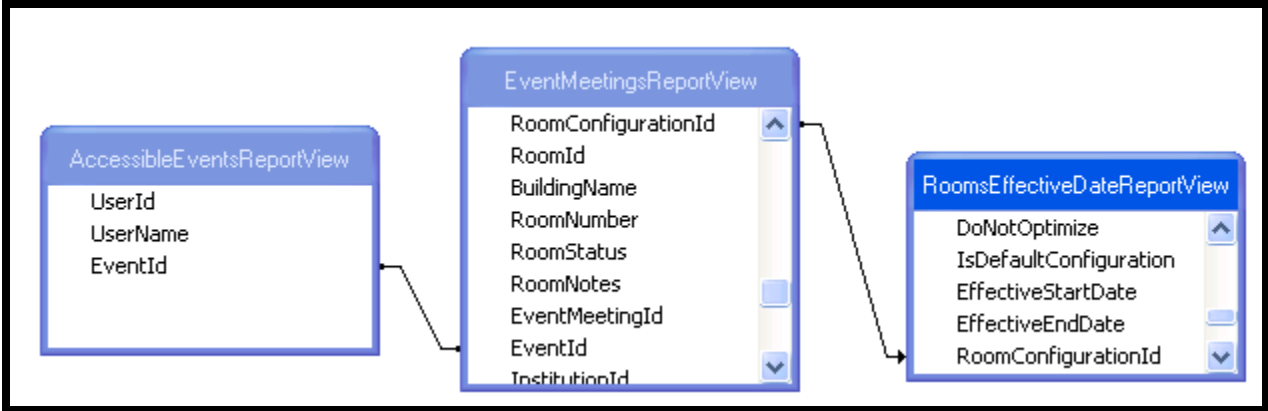 AccessibleEventsReportView
UserId
UserName
EventId
EventMeetingsReportView
RoomConfigurationId
RoomId
BuildingName
RoomNumber
RoomStatus
RoomNotes
EventMeetingId
EventId
InstitutionId
RoomsEffectiveDateReportView
DoNotOptimize
IsDefaultConfiguration
EffectiveStartDate
EffectiveEndDate
RoomConfigurationId